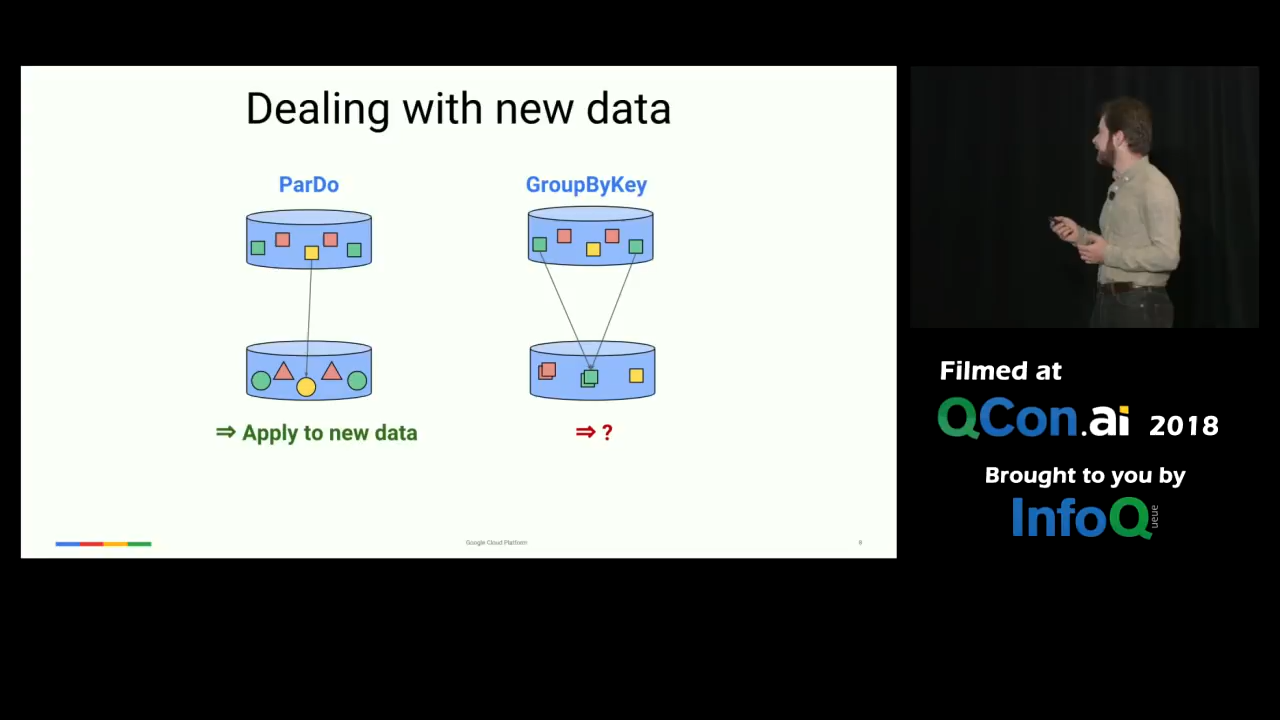 Dealing with new data
ParDo
GroupByKey
⇒ Apply to new data
⇒ ?
Google Cloud Platform
Filmed at
QCon.ai 2018
Brought to you by
InfoQueue